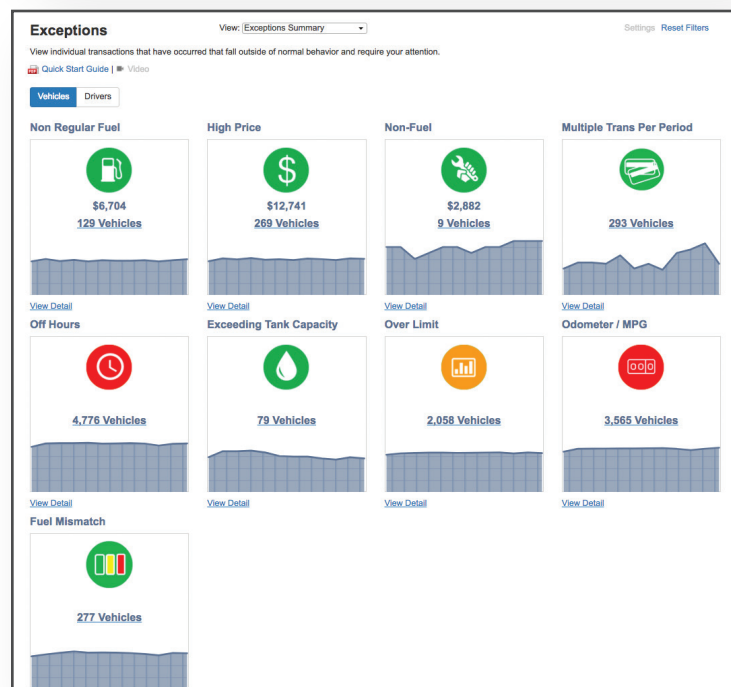 Exceptions
View: Exceptions Summary
Settings Reset Filters
View individual transactions that have occurred that fall outside of normal behavior and require your attention.
PDF Quick Start Guide | Video
Vehicles Drivers
Non Regular Fuel
$6,704
129 Vehicles
View Detail
High Price
$
$12,741
269 Vehicles
View Detail
Non-Fuel
$2,882
9 Vehicles
View Detail
Multiple Trans Per Period
293 Vehicles
View Detail
Off Hours
4,776 Vehicles
View Detail
Exceeding Tank Capacity
79 Vehicles
View Detail
Over Limit
2,058 Vehicles
View Detail
Odometer / MPG
000
3,565 Vehicles
View Detail
Fuel Mismatch
277 Vehicles